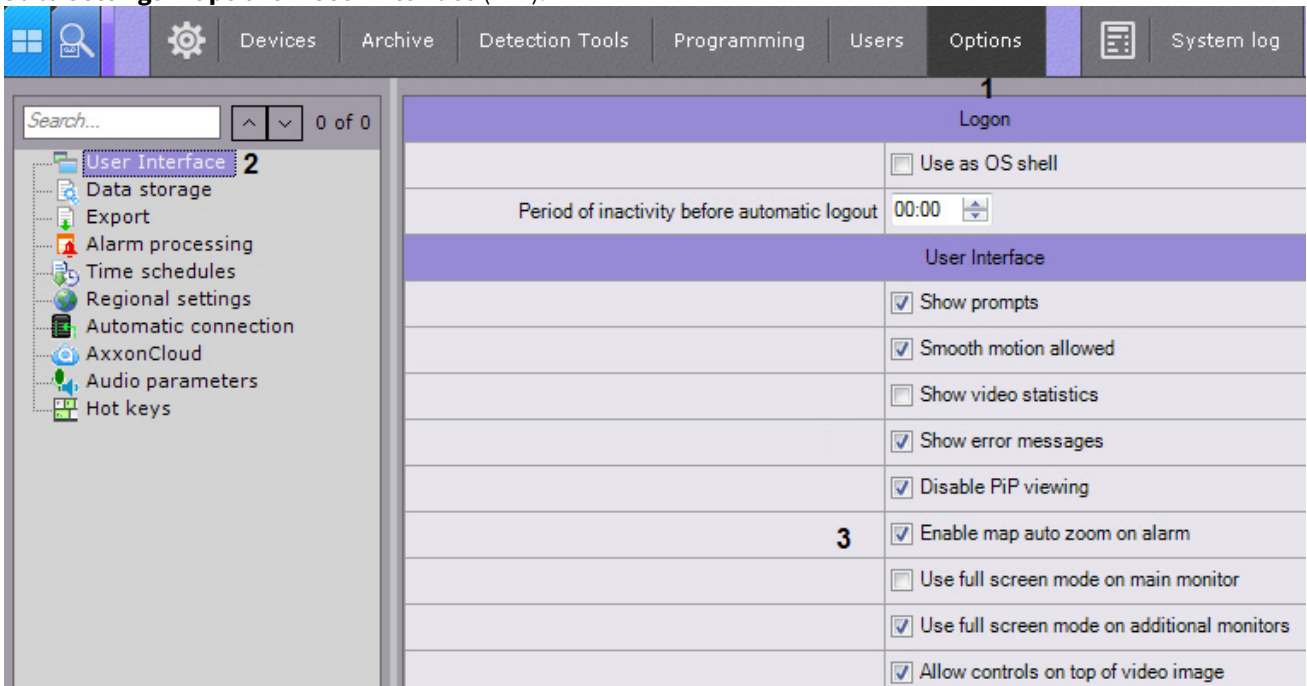 Devices Archive Detection Tools Programming Users Options System log
1
Search... 0 of 0
User Interface 2
Data storage
Export
Alarm processing
Time schedules
Regional settings
Automatic connection
AxxonCloud
Audio parameters
Hot keys
Logon
Use as OS shell
Period of inactivity before automatic logout 00:00
User Interface
Show prompts
Smooth motion allowed
Show video statistics
Show error messages
Disable PiP viewing
3 Enable map auto zoom on alarm
Use full screen mode on main monitor
Use full screen mode on additional monitors
Allow controls on top of video image